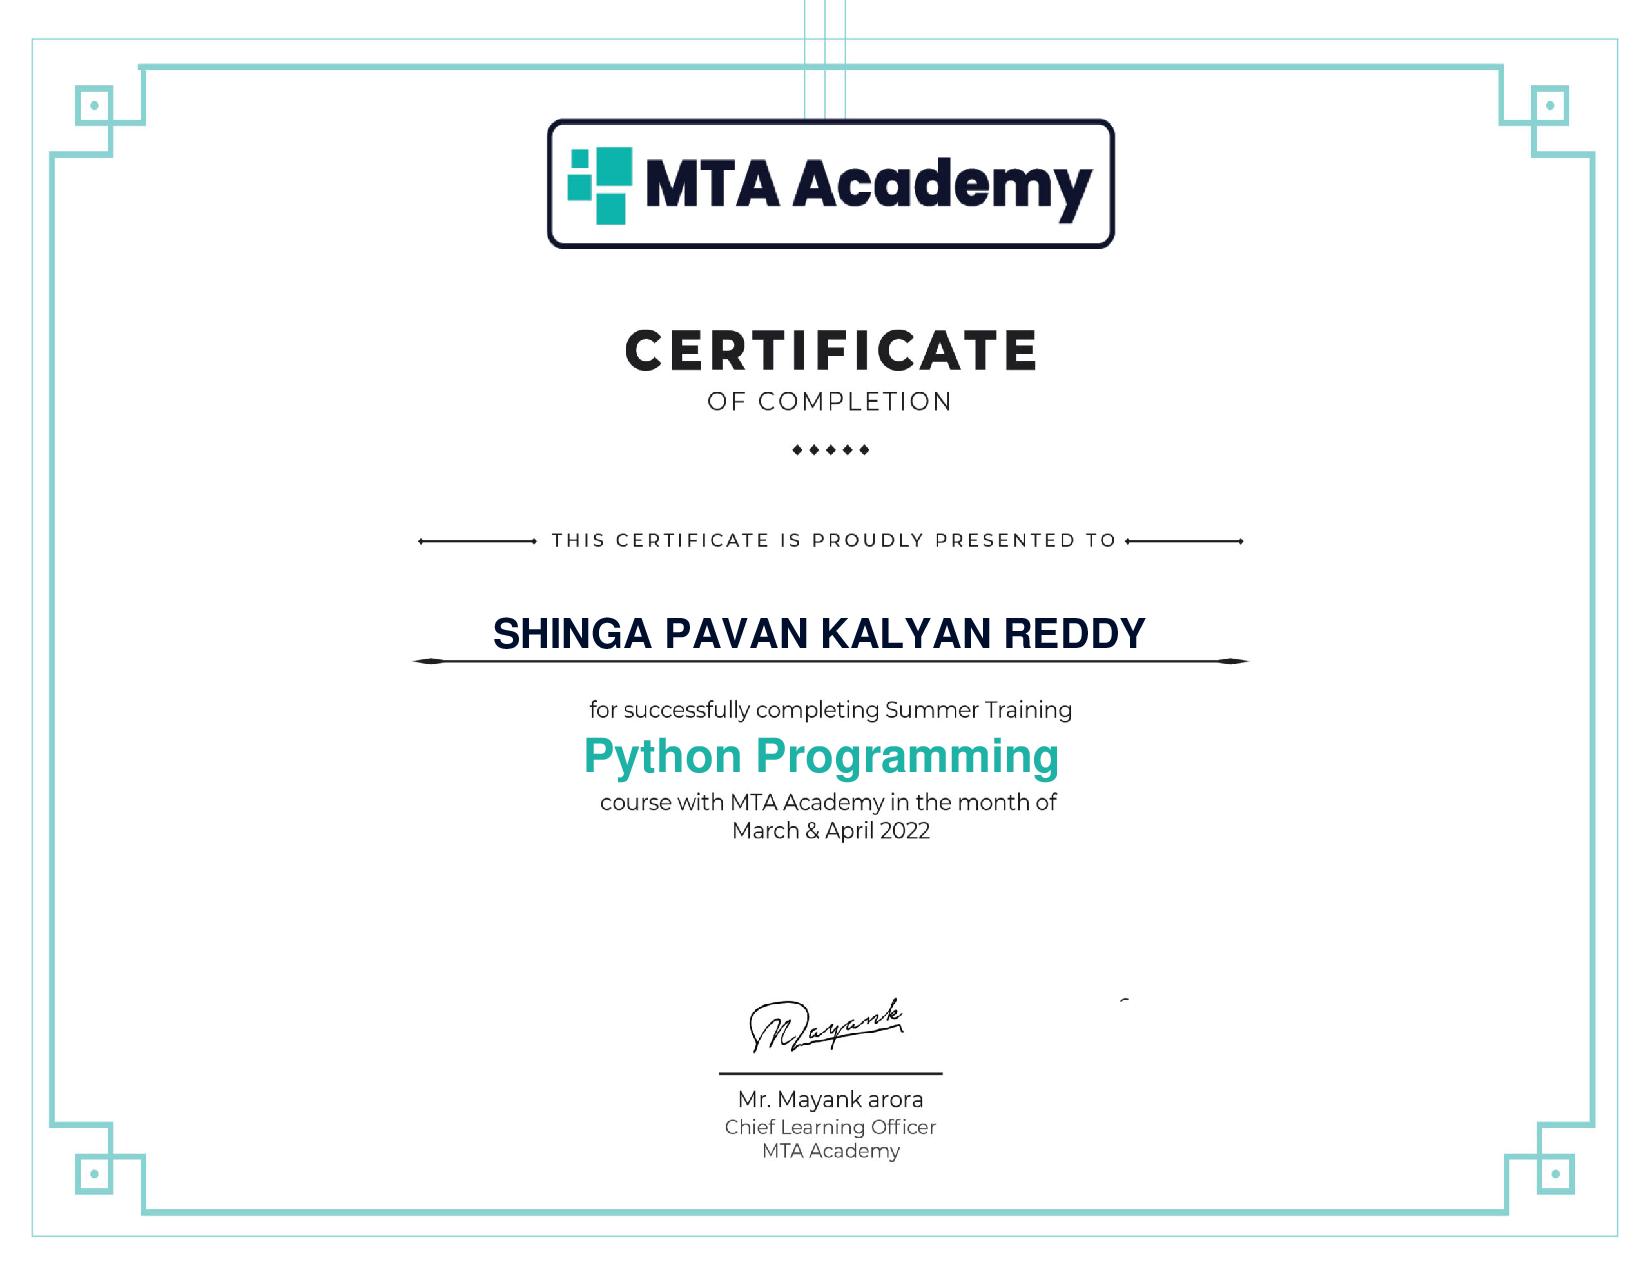 MTA Academy
CERTIFICATE
OF COMPLETION
THIS CERTIFICATE IS PROUDLY PRESENTED TO
SHINGA PAVAN KALYAN REDDY
for successfully completing Summer Training
Python Programming
course with MTA Academy in the month of
March & April 2022
Mayank
Mr. Mayank arora
Chief Learning Officer
MTA Academy